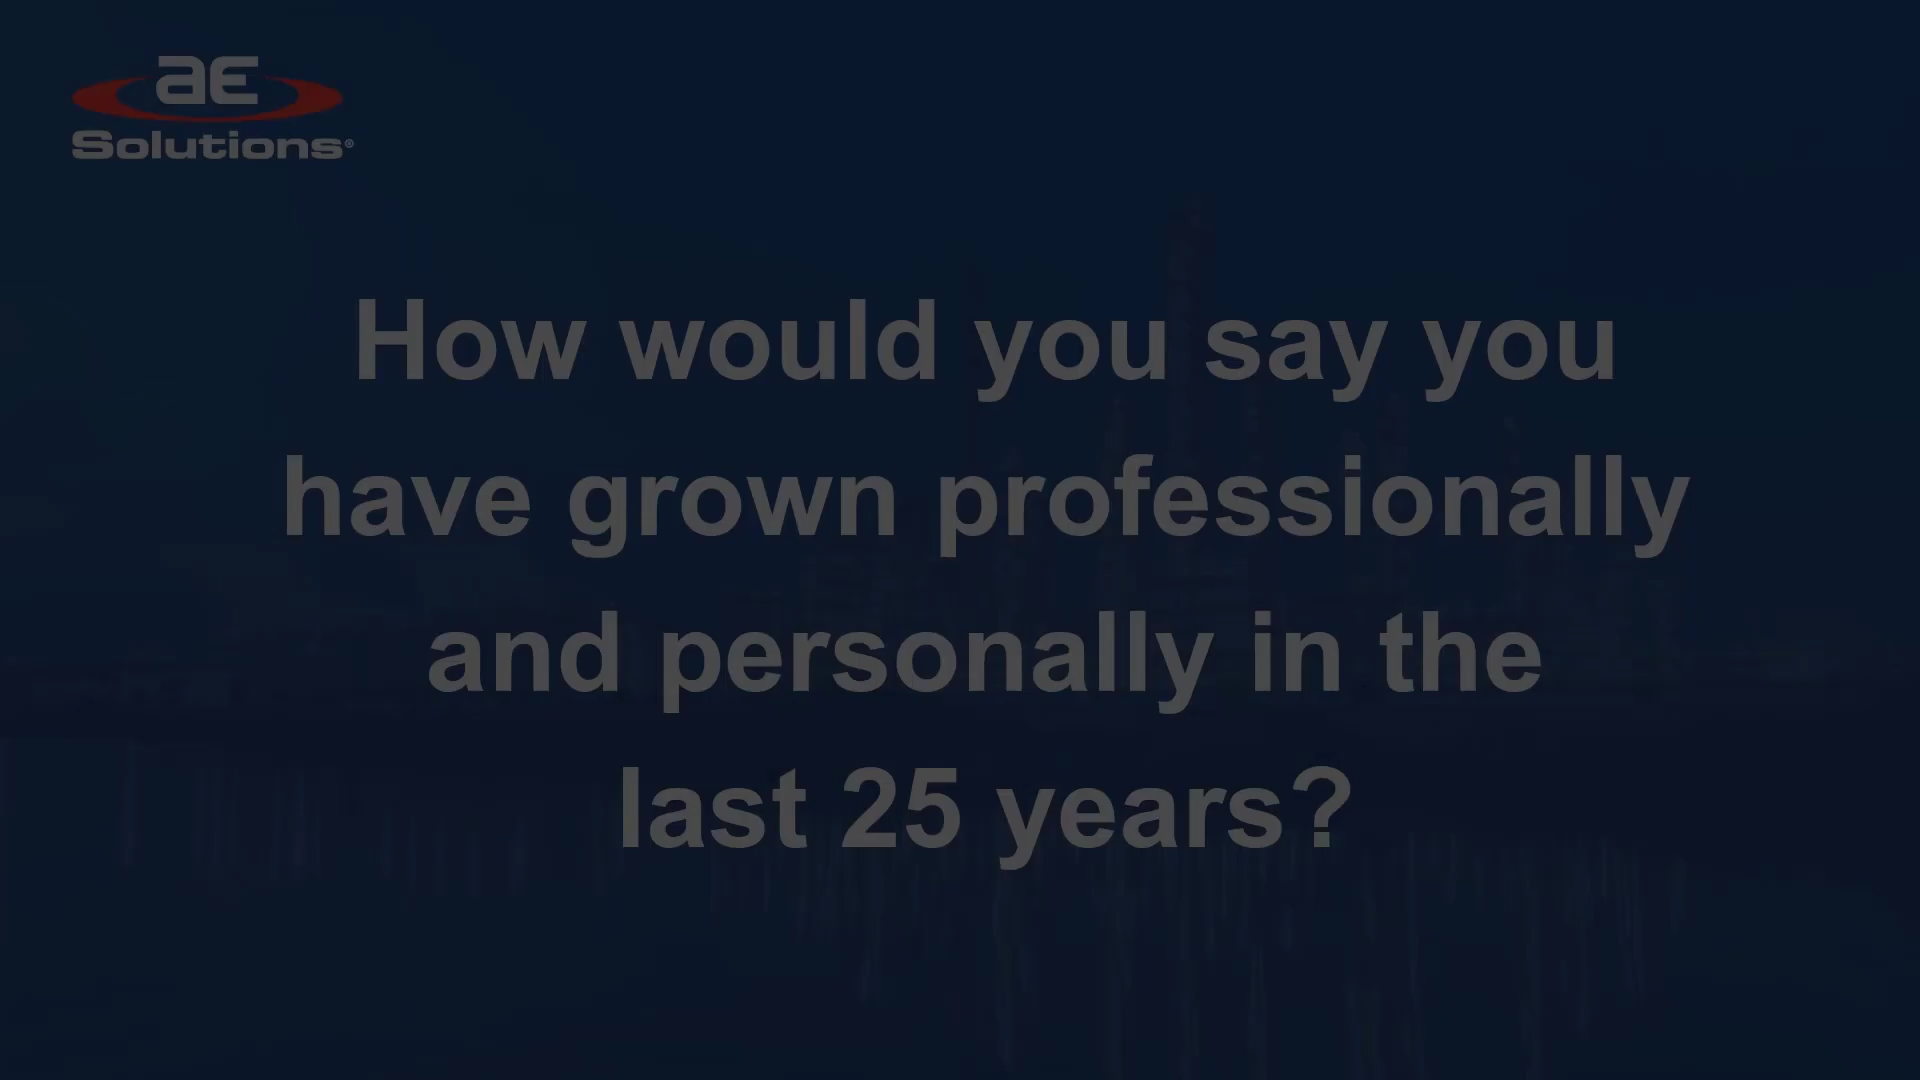 aE
Solutions®
How would you say you
have grown professionally
and personally in the
last 25 years?